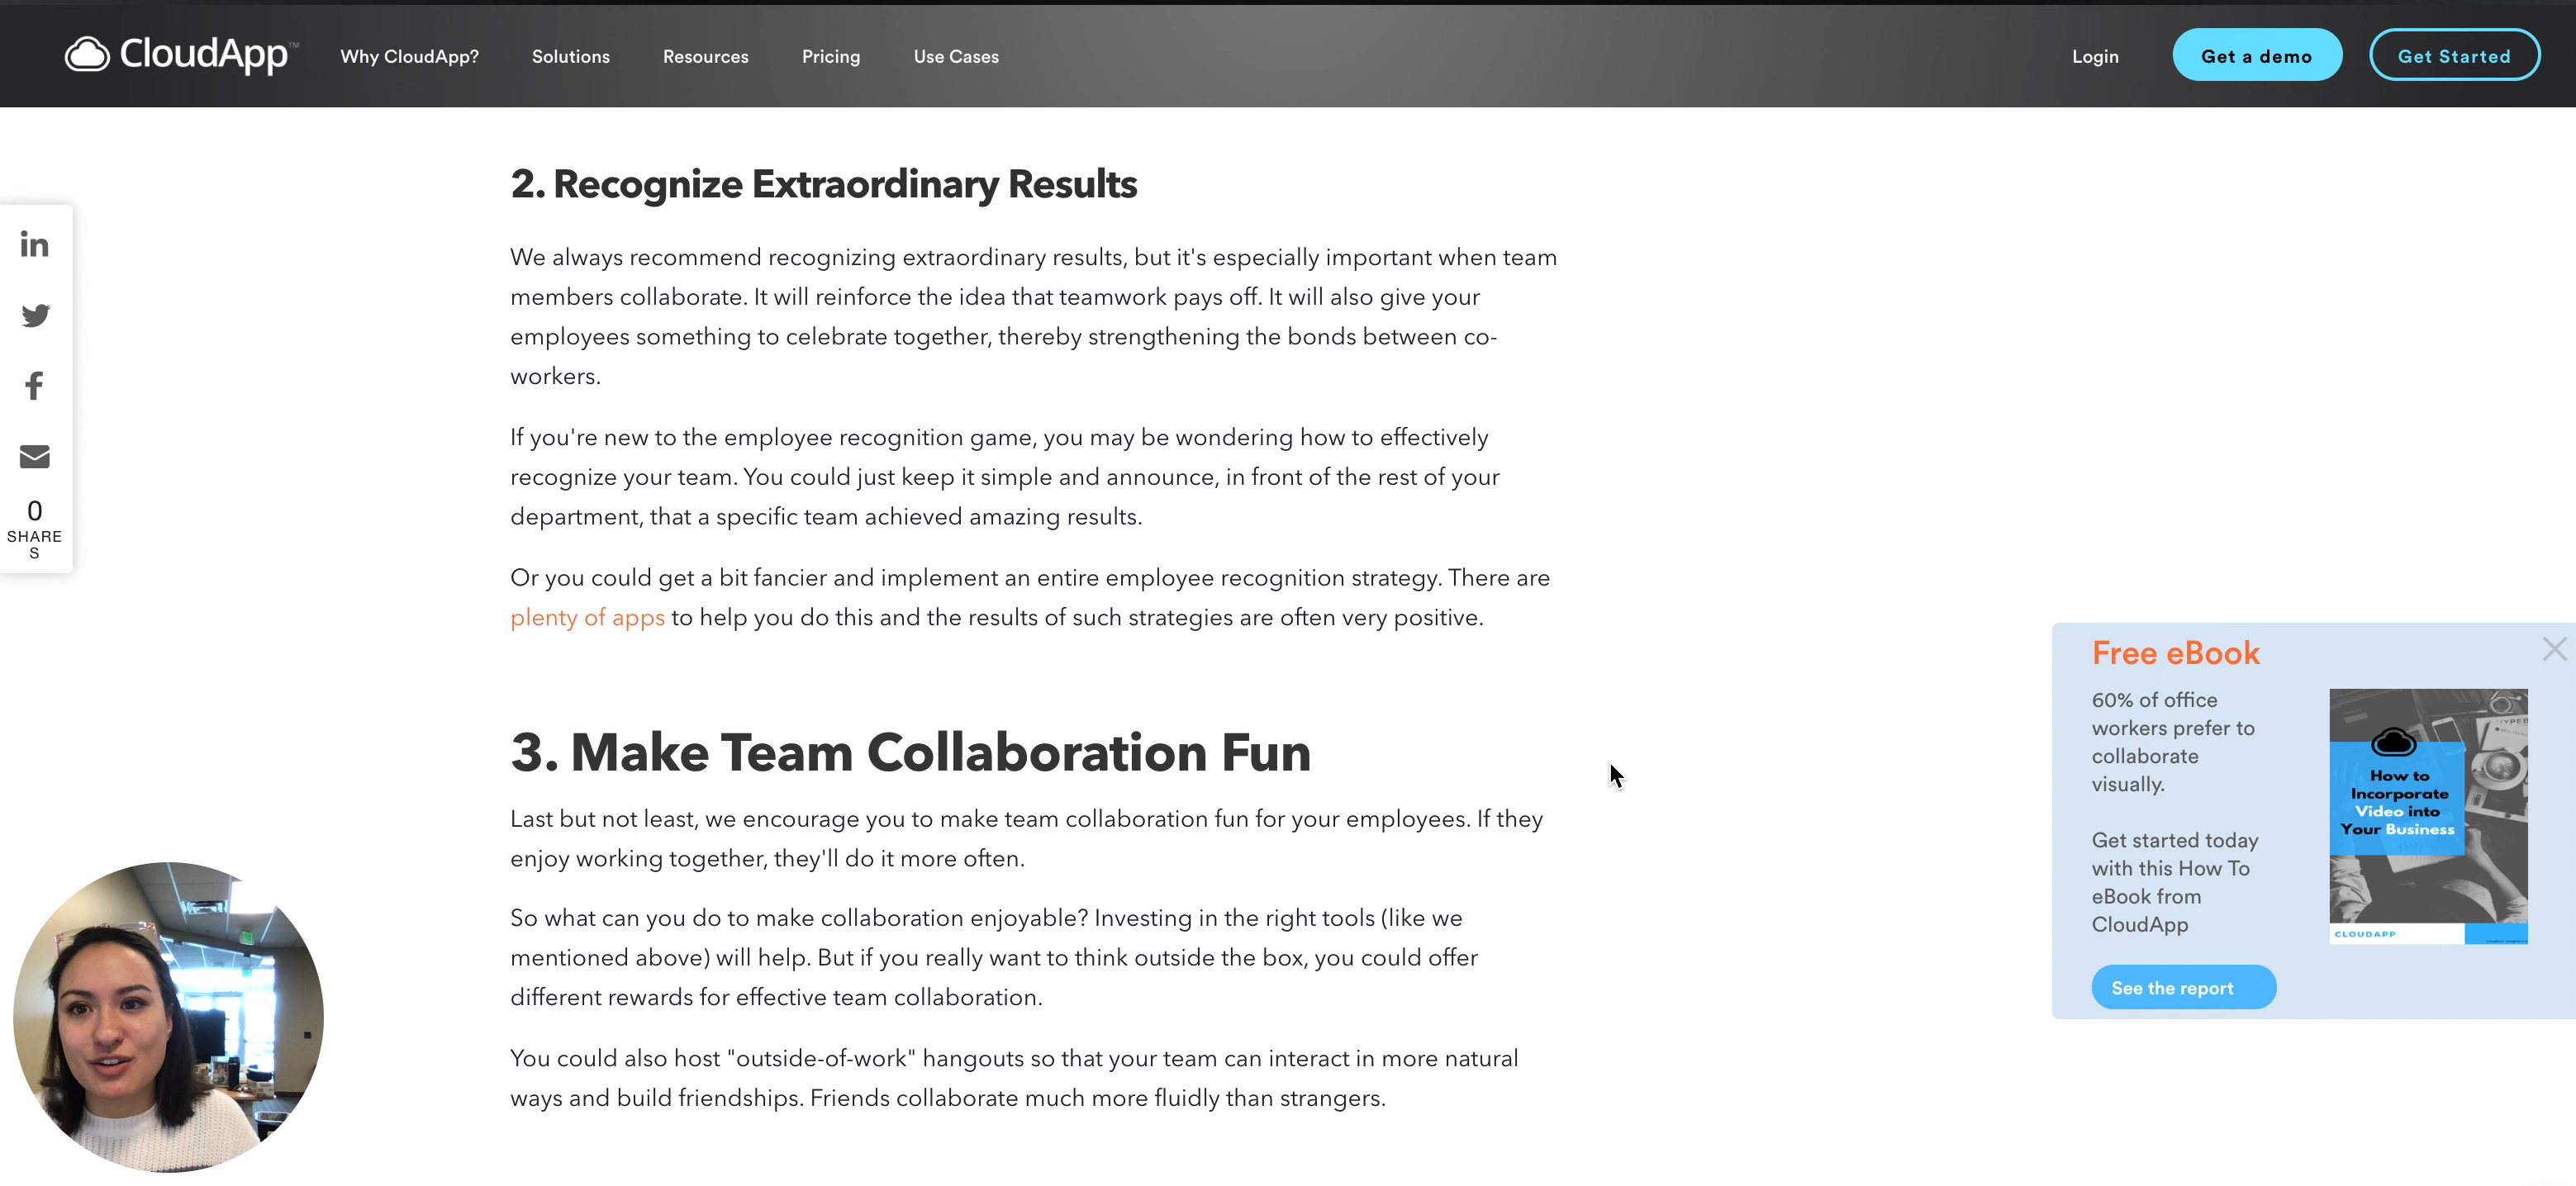 CloudApp™
Why CloudApp?
Solutions
Resources
Pricing
Use Cases
Login
Get a demo
Get Started
2. Recognize Extraordinary Results
We always recommend recognizing extraordinary results, but it's especially important when team
members collaborate. It will reinforce the idea that teamwork pays off. It will also give your
employees something to celebrate together, thereby strengthening the bonds between co-
workers.
If you're new to the employee recognition game, you may be wondering how to effectively
recognize your team. You could just keep it simple and announce, in front of the rest of your
department, that a specific team achieved amazing results.
Or you could get a bit fancier and implement an entire employee recognition strategy. There are
plenty of apps to help you do this and the results of such strategies are often very positive.
3. Make Team Collaboration Fun
Last but not least, we encourage you to make team collaboration fun for your employees. If they
enjoy working together, they'll do it more often.
So what can you do to make collaboration enjoyable? Investing in the right tools (like we
mentioned above) will help. But if you really want to think outside the box, you could offer
different rewards for effective team collaboration.
You could also host "outside-of-work" hangouts so that your team can interact in more natural
ways and build friendships. Friends collaborate much more fluidly than strangers.
in
0
SHARE
S
Free eBook
60% of office
workers prefer to
collaborate
visually.
Get started today
with this How To
eBook from
CloudApp
See the report
How to
Incorporate
Video into
Your Business
CLOUDAPP